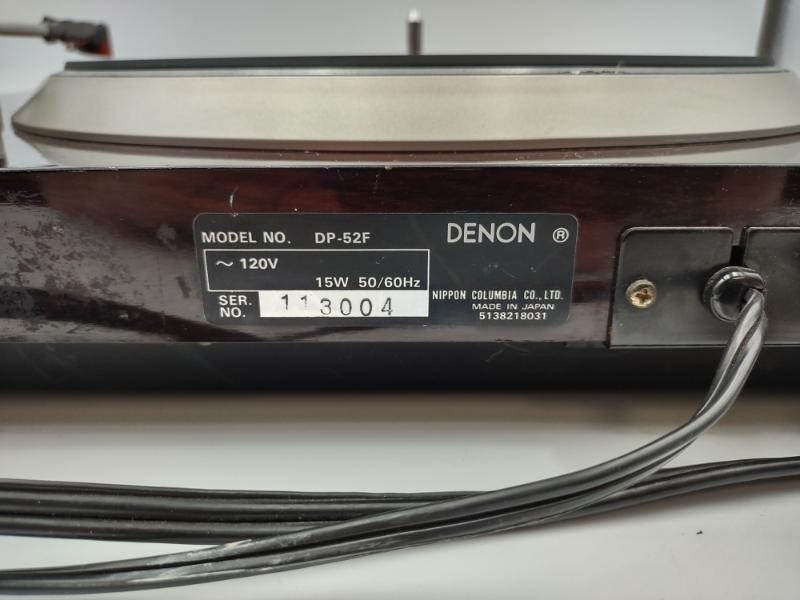 MODEL NO. DP-52F DENON ®
~ 120V
15W 50/60Hz
SER. NO. 113004
NIPPON COLUMBIA CO., LTD.
MADE IN JAPAN
5138218031